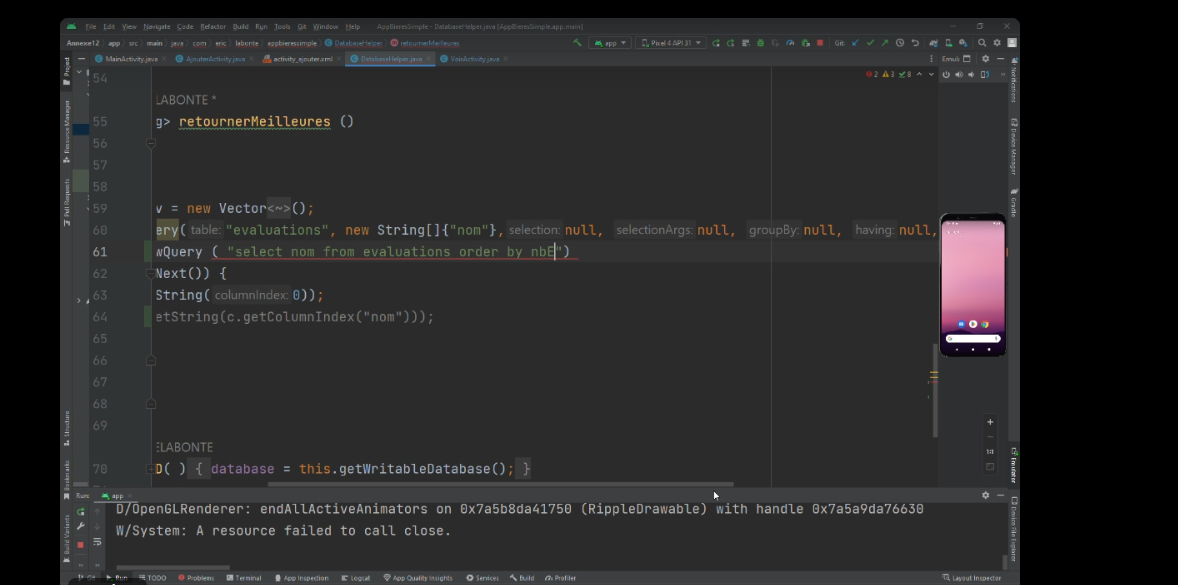 File Edit View Navigate Code Refactor Build Run Tools Git Window Help AppBieresSimple - DatabaseHelper.java [AppBieresSimple.app.main]
Annexe12 app src main java com eric labonte appbieressimple DatabaseHelper retournerMeilleures app Pixel 4 API 31 Git:
MainActivity.java AjouterActivity.java activity_ajouter.xml DatabaseHelper.java VoirActivity.java
Project
Resource Manager
Pull Requests
Structure
Bookmarks
Build Variants
54
LABONTE *
2 3 8
55 g> retournerMeilleures ()
56
57
58
59 v = new Vector<~>();
60 ery( table: "evaluations", new String[]{"nom"}, selection: null, selectionArgs: null, groupBy: null, having: null,
61 wQuery ( "select nom from evaluations order by nbE")
62 Next()) {
63 String( columnIndex: 0));
64 etString(c.getColumnIndex("nom")));
65
66
67
68
69
ELABONTE
70 D( ) { database = this.getWritableDatabase(); }
Notifications
Device Manager
Gradle
Emulator
Device File Explorer
1:1
Run: app
D/OpenGLRenderer: endAllActiveAnimators on 0x7a5b8da41750 (RippleDrawable) with handle 0x7a5a9da76630
W/System: A resource failed to call close.
Git Run TODO Problems Terminal App Inspection Logcat App Quality Insights Services Build Profiler Layout Inspector